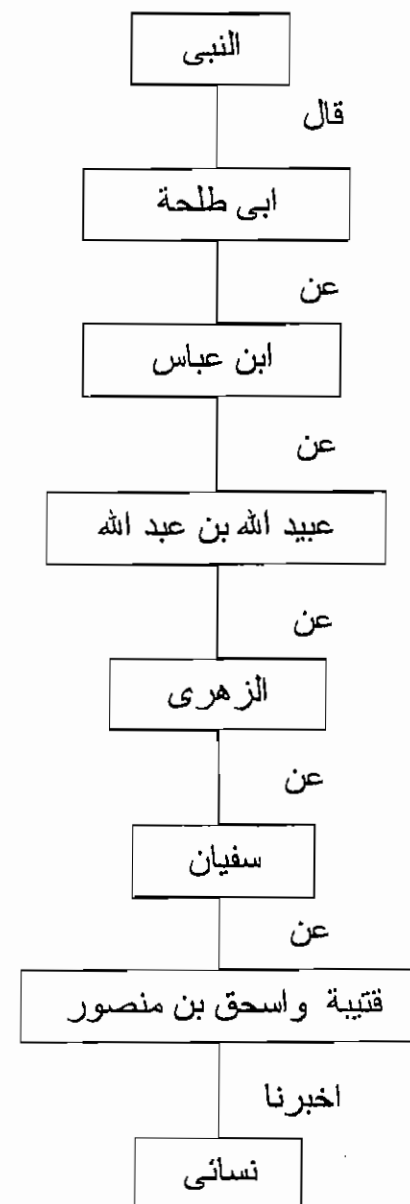 النبى
قال
ابى طلحة
عن
ابن عباس
عن
عبيد الله بن عبد الله
عن
الزهرى
عن
سفيان
عن
قتيبة واسحق بن منصور
اخبرنا
نسائى